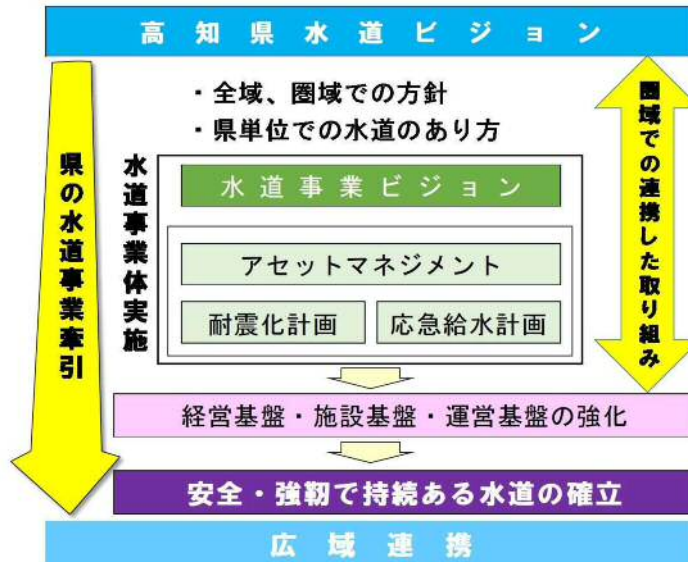 高知県水道ビジョン
・全域、圏域での方針
・県単位での水道のあり方
県の水道事業牽引
水道事業体実施
圏域での連携した取り組み
水道事業ビジョン
アセットマネジメント
耐震化計画
応急給水計画
経営基盤・施設基盤・運営基盤の強化
安全・強靭で持続ある水道の確立
広域連携